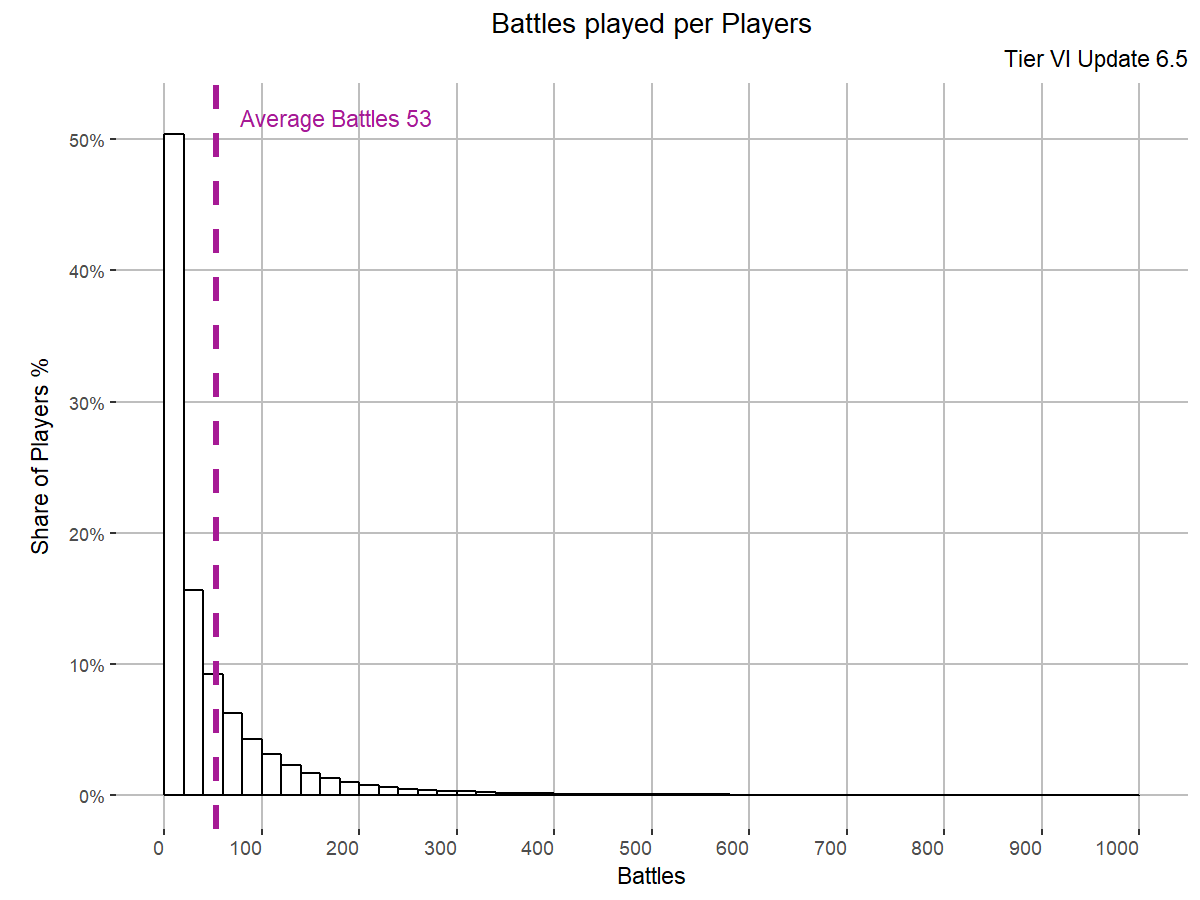 Battles played per Players
Tier VI Update 6.5
Average Battles 53
50%
40%
30%
20%
10%
0%
Share of Players %
0 100 200 300 400 500 600 700 800 900 1000
Battles